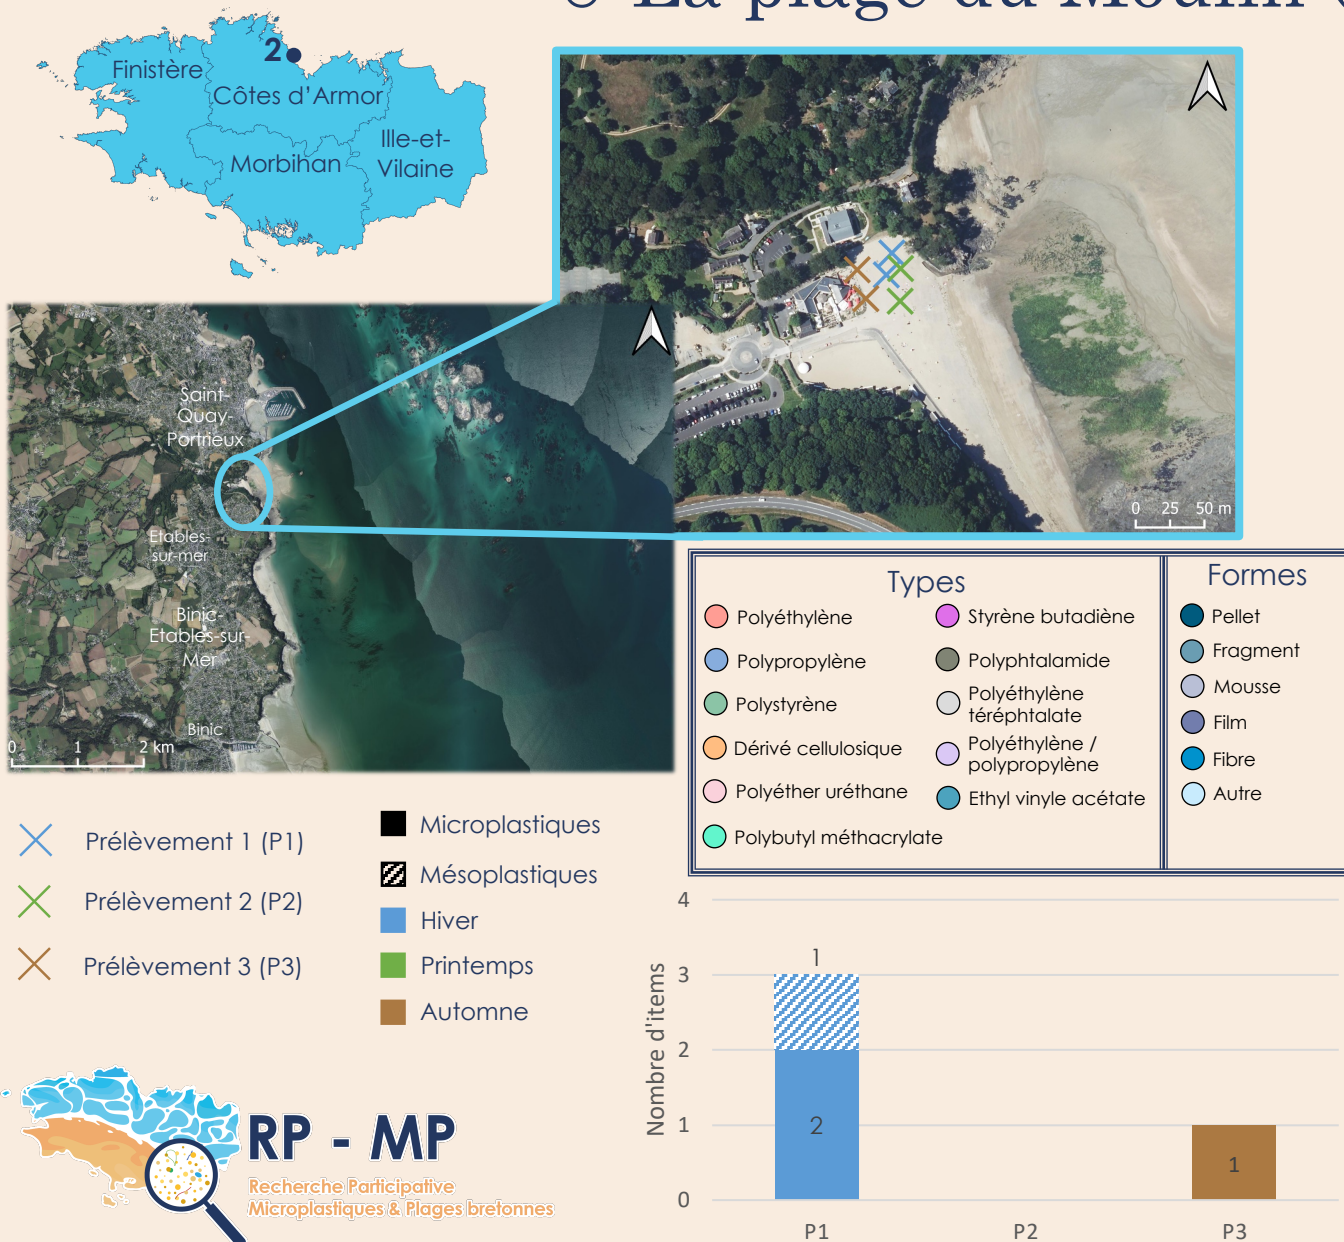 La plage du Moulin
2
Finistère
Côtes d'Armor
Ille-et-
Vilaine
Morbihan
0 25 50 m
Saint-
Quay-
Portrieux
Etables-
sur-mer
Binic-
Etables-sur-
Mer
Binic
0 1 2 km
Types
Polyéthylène
Polypropylène
Polystyrène
Dérivé cellulosique
Polyéther uréthane
Polybutyl méthacrylate
Styrène butadiène
Polyphtalamide
Polyéthylène
téréphtalate
Polyéthylène /
polypropylène
Ethyl vinyle acétate
Formes
Pellet
Fragment
Mousse
Film
Fibre
Autre
Prélèvement 1 (P1)
Prélèvement 2 (P2)
Prélèvement 3 (P3)
Microplastiques
Mésoplastiques
Hiver
Printemps
Automne
Nombre d'items
4
3
2
1
0
1
2
1
P1
P2
P3
RP - MP
Recherche Participative
Microplastiques & Plages bretonnes